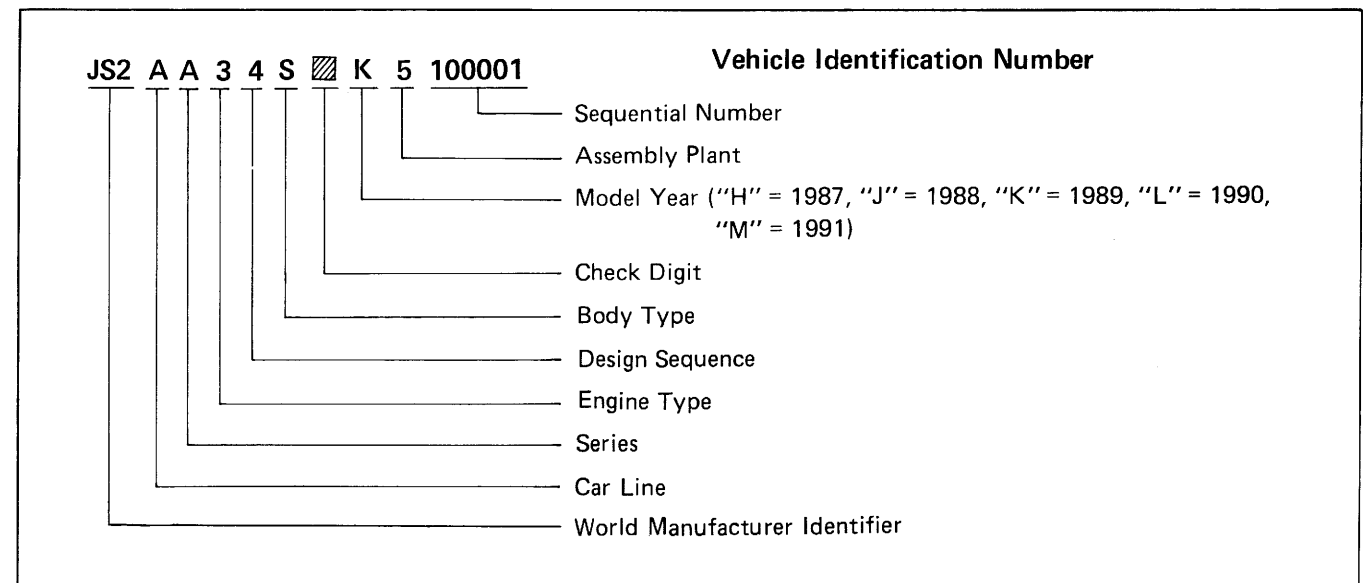 Vehicle Identification Number
JS2 A A 3 4 S ▨ K 5 100001
Sequential Number
Assembly Plant
Model Year (“H” = 1987, “J” = 1988, “K” = 1989, “L” = 1990,
“M” = 1991)
Check Digit
Body Type
Design Sequence
Engine Type
Series
Car Line
World Manufacturer Identifier